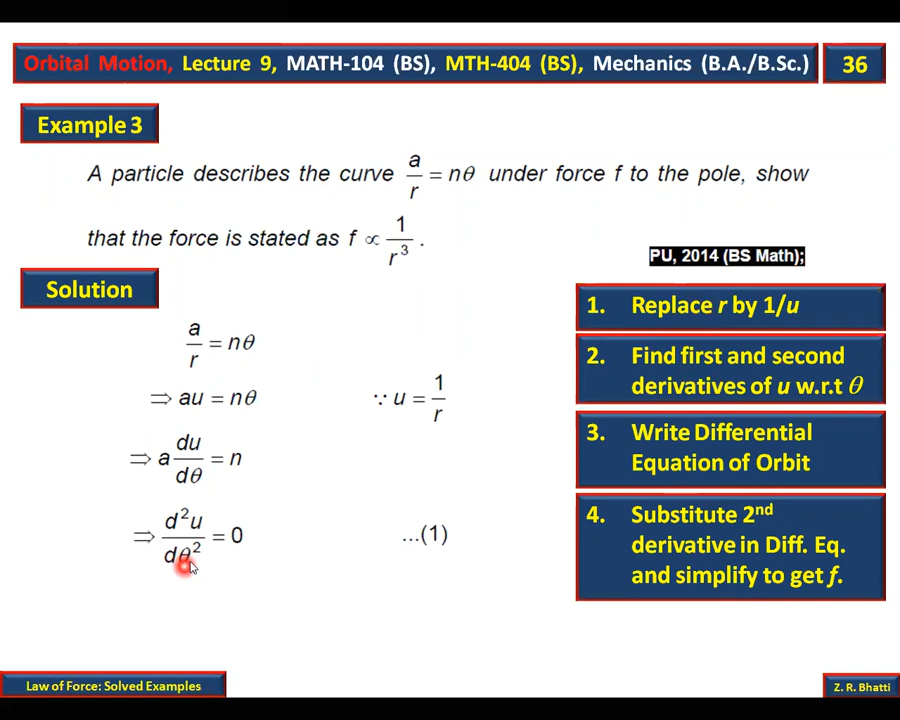 Orbital Motion, Lecture 9, MATH-104 (BS), MTH-404 (BS), Mechanics (B.A./B.Sc.)
36
Example 3
A particle describes the curve a/r = nθ under force f to the pole, show
that the force is stated as f ∝ 1/r³ .
PU, 2014 (BS Math);
Solution
a/r = nθ
⇒ au = nθ ∵ u = 1/r
⇒ a du/dθ = n
⇒ d²u/dθ² = 0 ...(1)
1. Replace r by 1/u
2. Find first and second
derivatives of u w.r.t θ
3. Write Differential
Equation of Orbit
4. Substitute 2nd
derivative in Diff. Eq.
and simplify to get f.
Law of Force: Solved Examples
Z. R. Bhatti